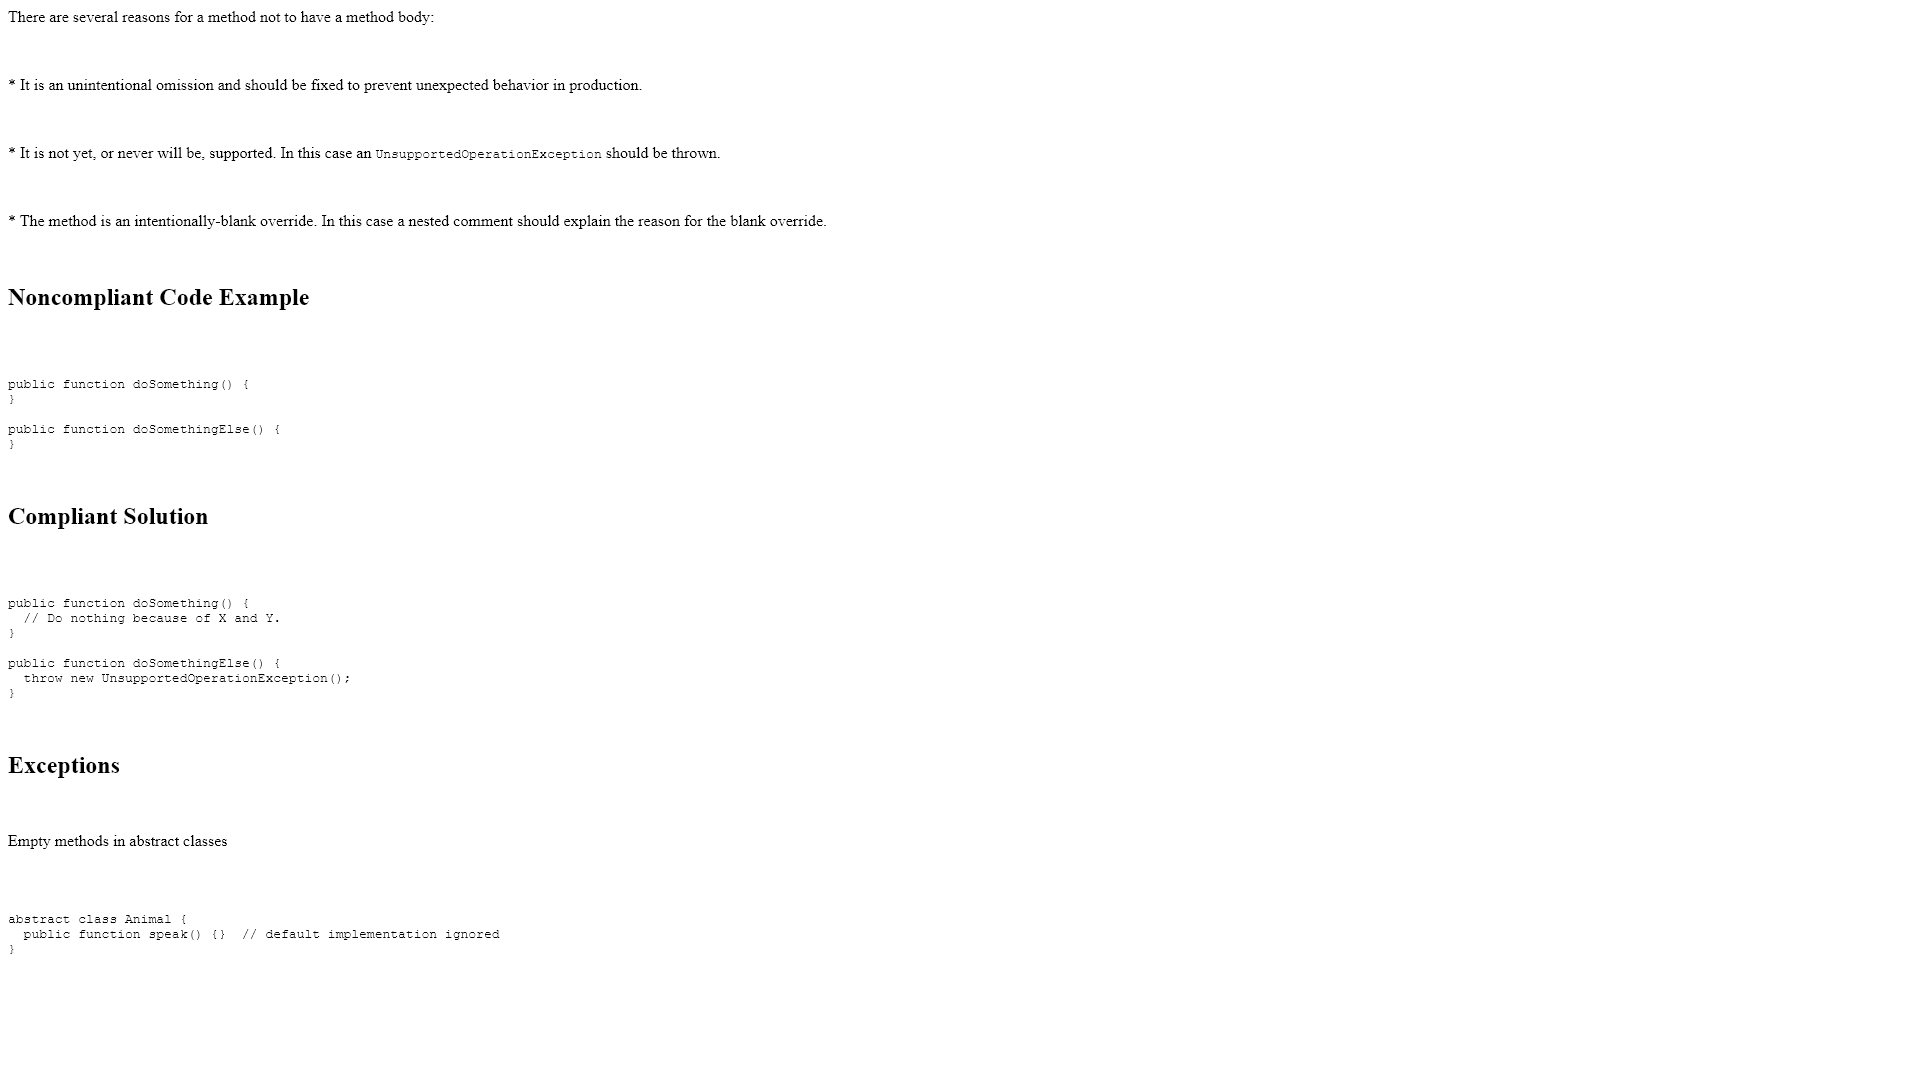 There are several reasons for a method not to have a method body:
* It is an unintentional omission and should be fixed to prevent unexpected behavior in production.
* It is not yet, or never will be, supported. In this case an UnsupportedOperationException should be thrown.
* The method is an intentionally-blank override. In this case a nested comment should explain the reason for the blank override.
Noncompliant Code Example
public function doSomething() {
}
public function doSomethingElse() {
}
Compliant Solution
public function doSomething() {
  // Do nothing because of X and Y.
}
public function doSomethingElse() {
  throw new UnsupportedOperationException();
}
Exceptions
Empty methods in abstract classes
abstract class Animal {
  public function speak() {}  // default implementation ignored
}